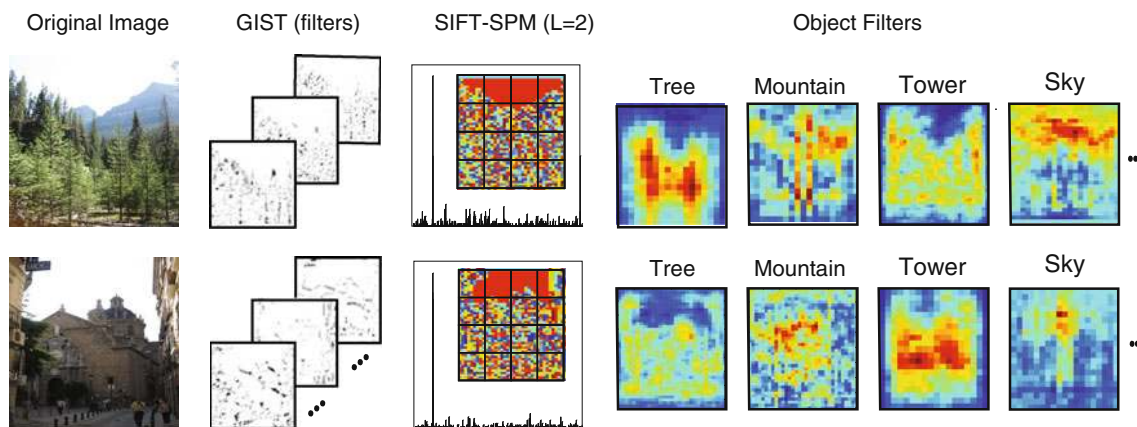 Original Image GIST (filters) SIFT-SPM (L=2) Object Filters
Tree Mountain Tower Sky
Tree Mountain Tower Sky